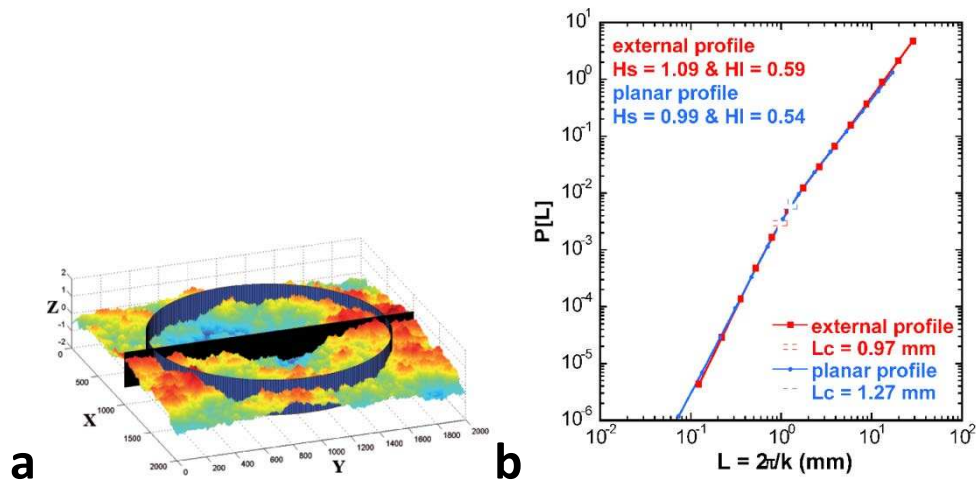 a
Z
2
1
0
-1
-2
0
500
1000
1500
2000
X
0
200
400
600
800
1000
1200
1400
1600
1800
2000
Y
b
external profile
Hs = 1.09 & Hl = 0.59
planar profile
Hs = 0.99 & Hl = 0.54
10^1
10^0
10^-1
10^-2
10^-3
10^-4
10^-5
10^-6
P[L]
external profile
Lc = 0.97 mm
planar profile
Lc = 1.27 mm
10^-2
10^-1
10^0
10^1
10^2
L = 2π/k (mm)